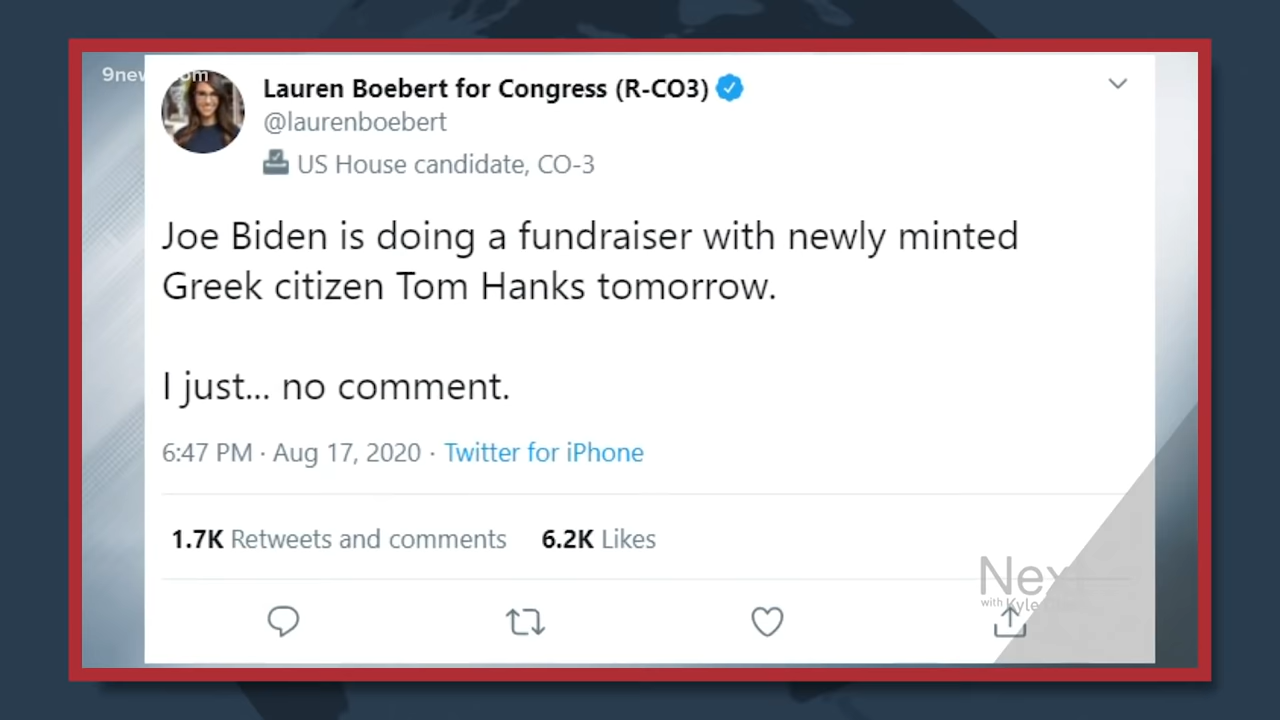 Lauren Boebert for Congress (R-CO3)
@laurenboebert
US House candidate, CO-3
Joe Biden is doing a fundraiser with newly minted
Greek citizen Tom Hanks tomorrow.
I just... no comment.
6:47 PM · Aug 17, 2020 · Twitter for iPhone
1.7K Retweets and comments 6.2K Likes
with Kyle